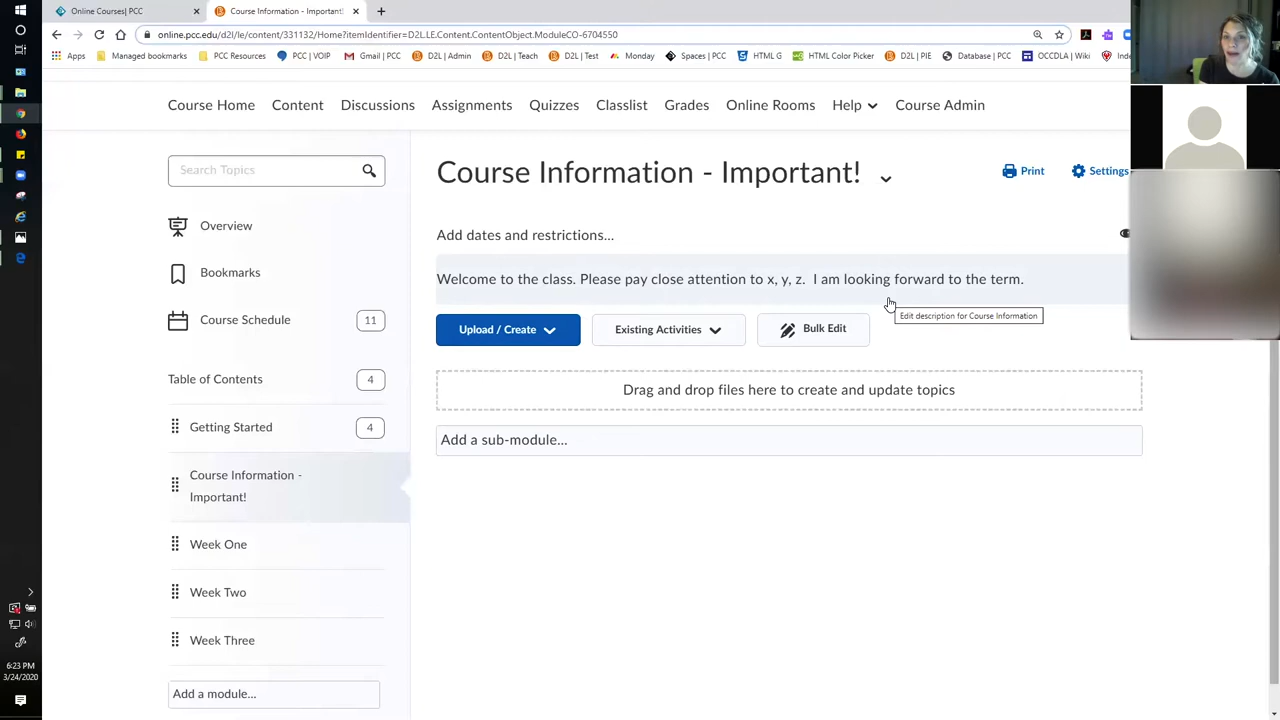 Online Courses| PCC
Course Information - Important!
online.pcc.edu/d2l/le/content/331132/Home?itemIdentifier=D2L.LE.Content.ContentObject.ModuleCO-6704550
Apps Managed bookmarks PCC Resources PCC | VOIP Gmail | PCC D2L | Admin D2L | Teach D2L | Test Monday Spaces | PCC HTML G HTML Color Picker D2L | PIE Database | PCC OCCDLA | Wiki
Course Home Content Discussions Assignments Quizzes Classlist Grades Online Rooms Help Course Admin
Search Topics
Overview
Bookmarks
Course Schedule 11
Table of Contents 4
Getting Started 4
Course Information -
Important!
Week One
Week Two
Week Three
Add a module...
Course Information - Important!
Print
Settings
Add dates and restrictions...
Welcome to the class. Please pay close attention to x, y, z. I am looking forward to the term.
Edit description for Course Information
Upload / Create
Existing Activities
Bulk Edit
Drag and drop files here to create and update topics
Add a sub-module...
6:23 PM
3/24/2020